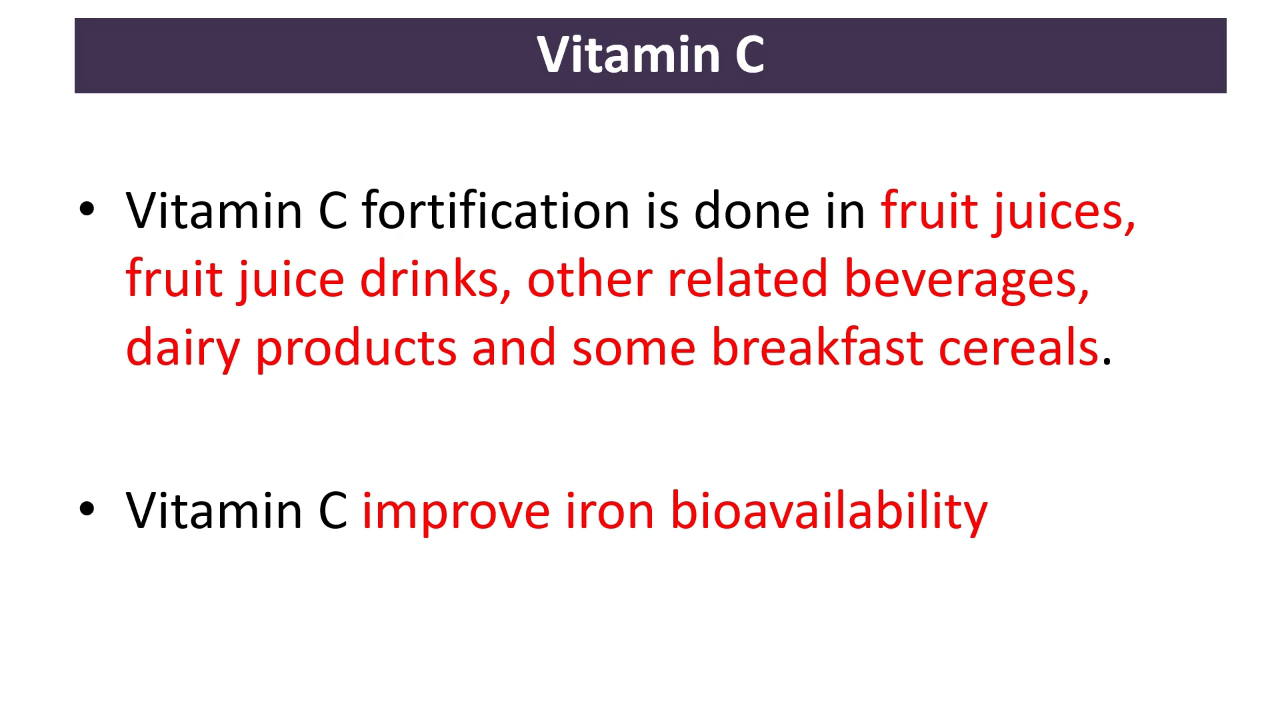 Vitamin C
• Vitamin C fortification is done in fruit juices,
fruit juice drinks, other related beverages,
dairy products and some breakfast cereals.
• Vitamin C improve iron bioavailability